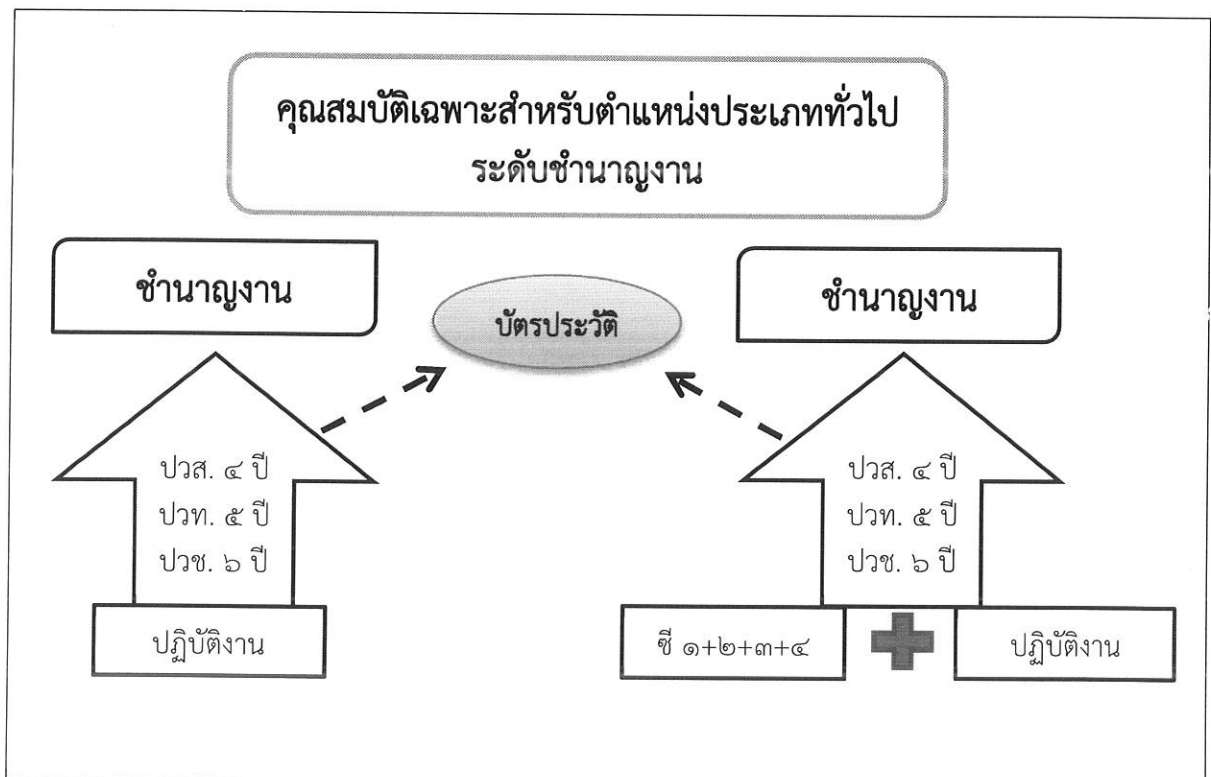 คุณสมบัติเฉพาะสำหรับตำแหน่งประเภททั่วไป
ระดับชำนาญงาน
ชำนาญงาน
บัตรประวัติ
ชำนาญงาน
ปวส. ๔ ปี
ปวท. ๕ ปี
ปวช. ๖ ปี
ปฏิบัติงาน
ปวส. ๔ ปี
ปวท. ๕ ปี
ปวช. ๖ ปี
ซี ๑+๒+๓+๔
ปฏิบัติงาน